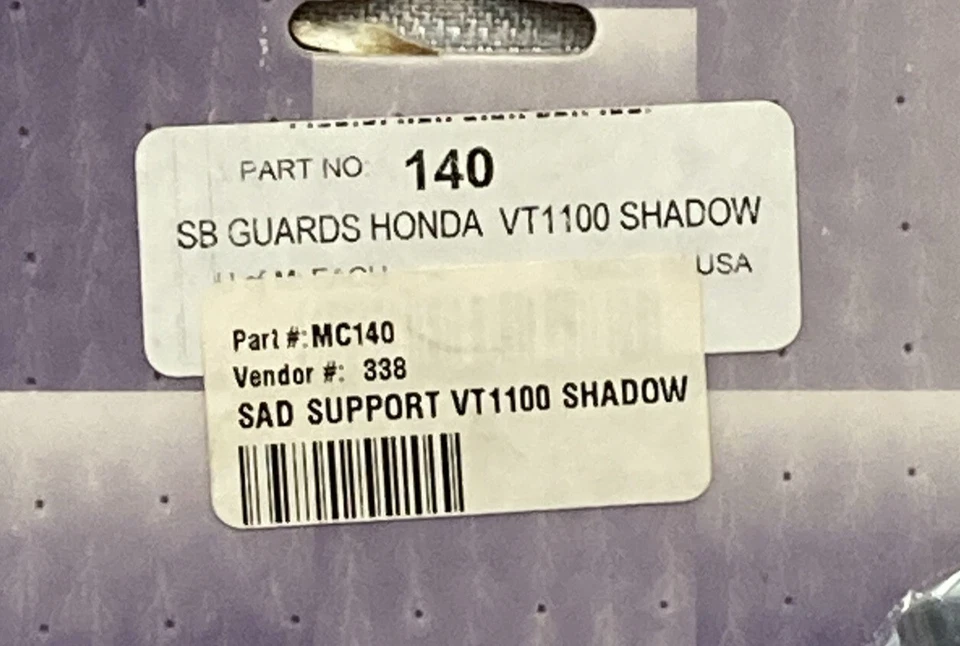 PART NO: 140
SB GUARDS HONDA VT1100 SHADOW
USA
Part #: MC140
Vendor #: 338
SAD SUPPORT VT1100 SHADOW